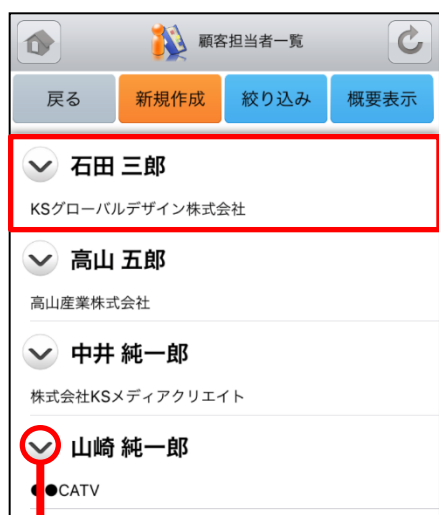 顧客担当者一覧
戻る 新規作成 絞り込み 概要表示
石田 三郎
KSグローバルデザイン株式会社
高山 五郎
高山産業株式会社
中井 純一郎
株式会社KSメディアクリエイト
山崎 純一郎
●●CATV